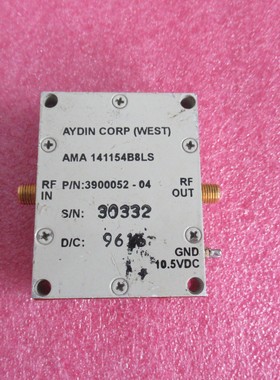 AYDIN CORP (WEST)
AMA 141154B8LS
RF IN
P/N:3900052 - 04
RF OUT
S/N: 30332
D/C:
GND
10.5VDC